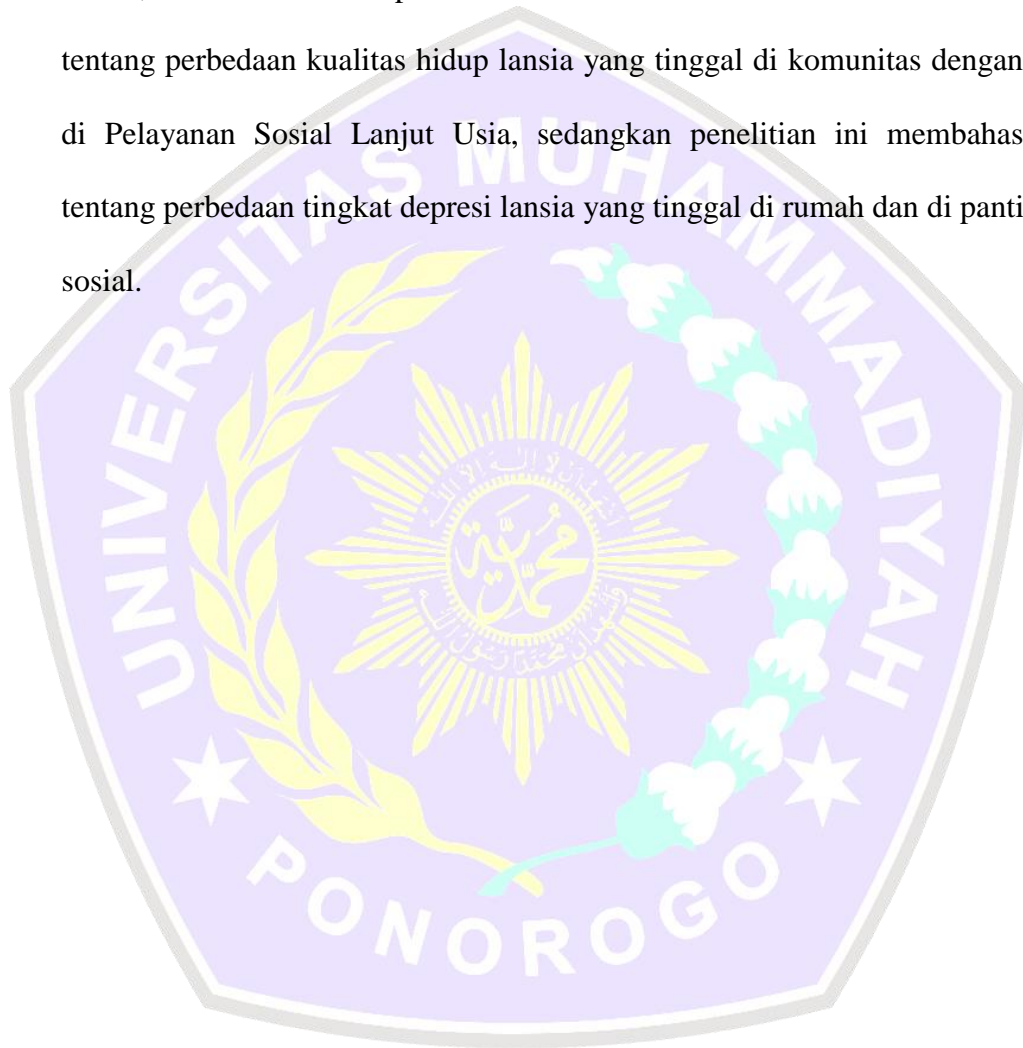 tentang perbedaan kualitas hidup lansia yang tinggal di komunitas dengan
di Pelayanan Sosial Lanjut Usia, sedangkan penelitian ini membahas
tentang perbedaan tingkat depresi lansia yang tinggal di rumah dan di panti
sosial.
UNIVERSITAS MUHAMMADIYAH
محمدية
PONOROGO